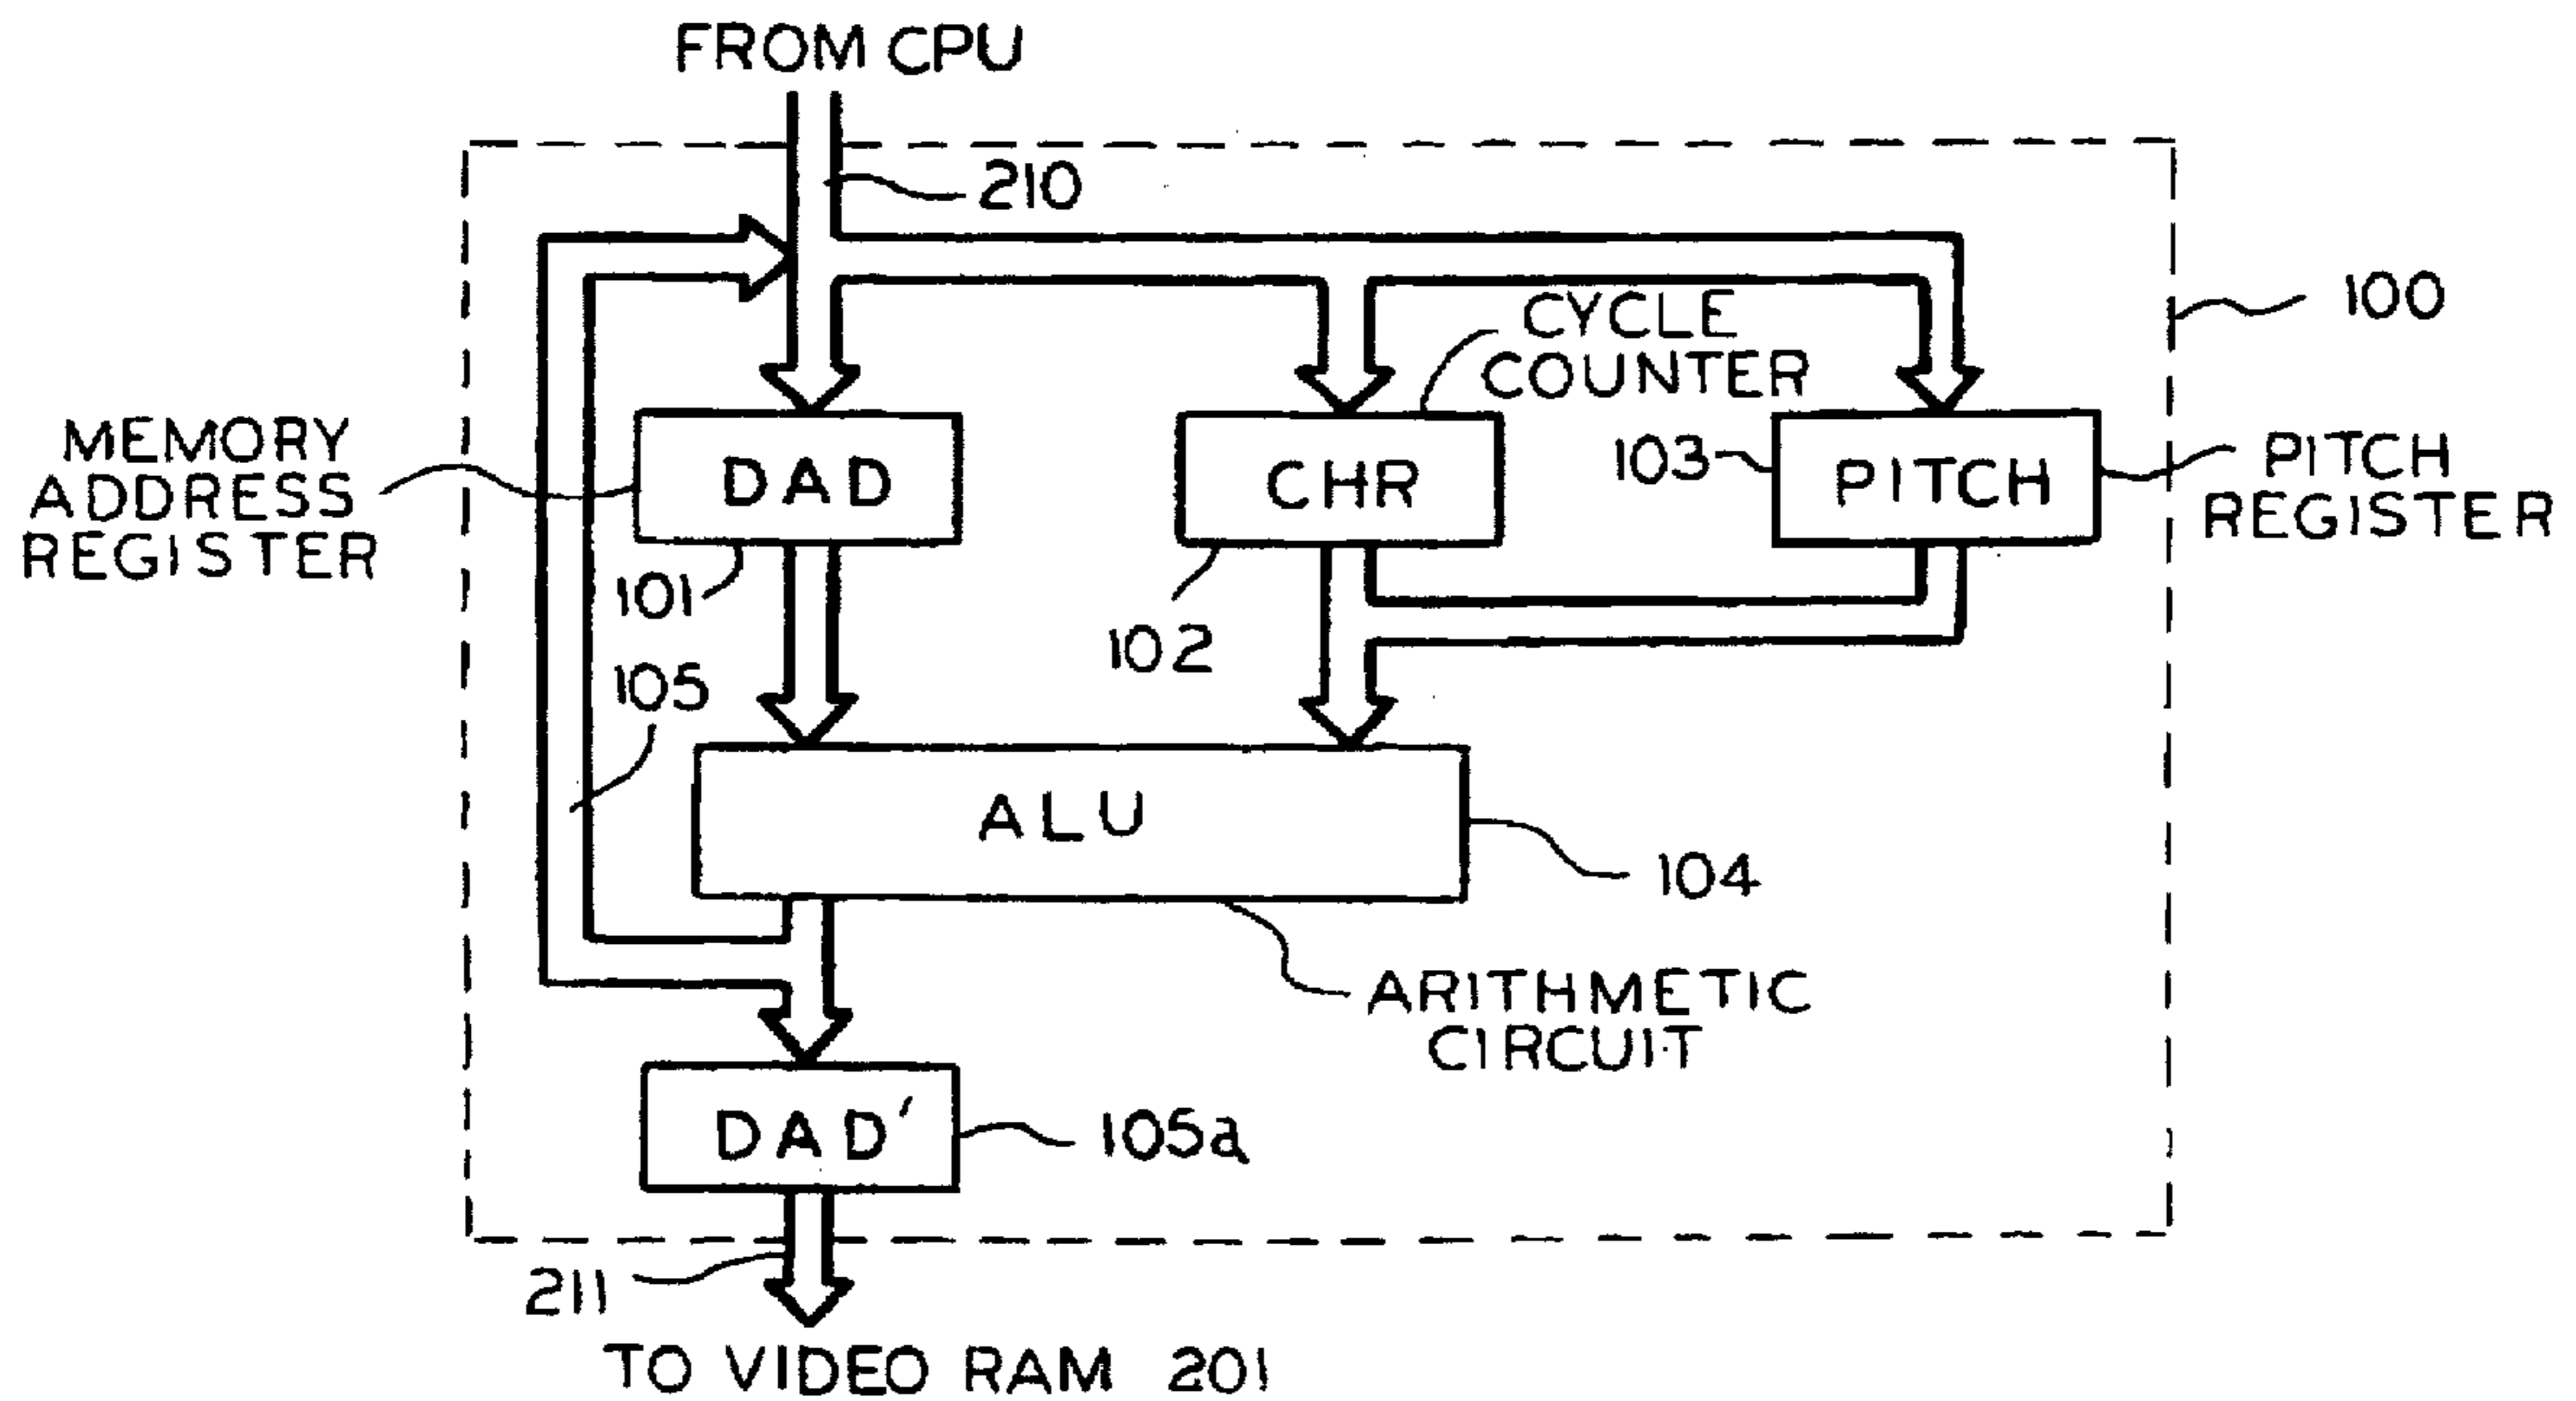 FROM CPU
210
100
CYCLE
COUNTER
MEMORY
ADDRESS
REGISTER
DAD
CHR
103
PITCH
PITCH
REGISTER
101
102
105
ALU
104
ARITHMETIC
CIRCUIT
DAD'
105a
211
TO VIDEO RAM 201